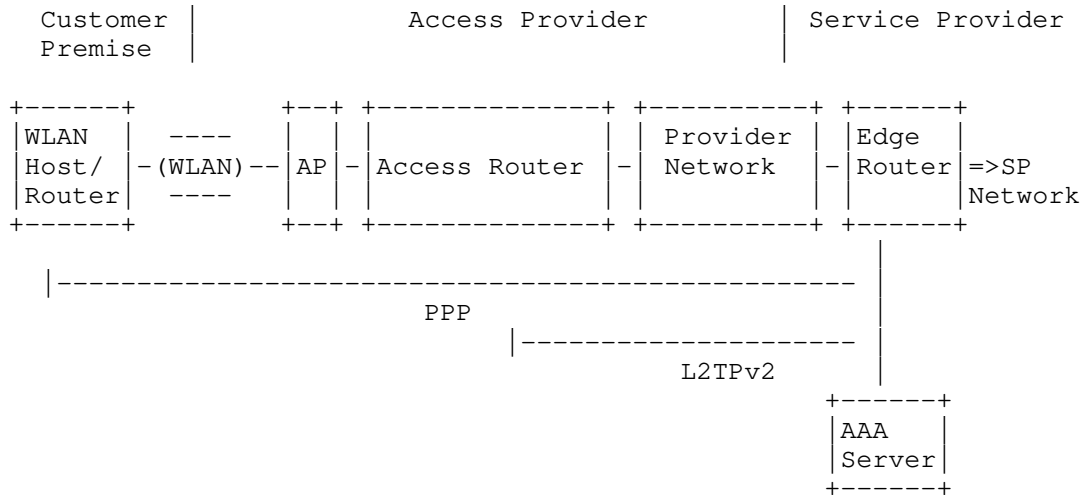 Customer | Access Provider | Service Provider
Premise | |
+------+ +--+ +--------------+ +----------+ +------+
|WLAN | ---- | | | | | Provider | |Edge |
|Host/ |-(WLAN)--|AP|-|Access Router |-| Network |-|Router|=>SP
|Router| ---- | | | | | | | |Network
+------+ +--+ +--------------+ +----------+ +------+
|
|-------------------------------------------------- |
PPP |
|--------------------- |
L2TPv2 |
+------+
|AAA |
|Server|
+------+